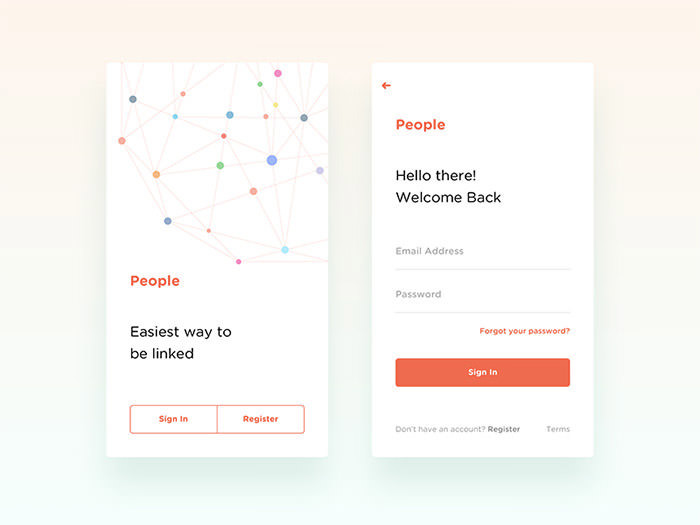 People
Easiest way to
be linked
Sign In
Register
People
Hello there!
Welcome Back
Email Address
Password
Forgot your password?
Sign In
Don't have an account? Register
Terms